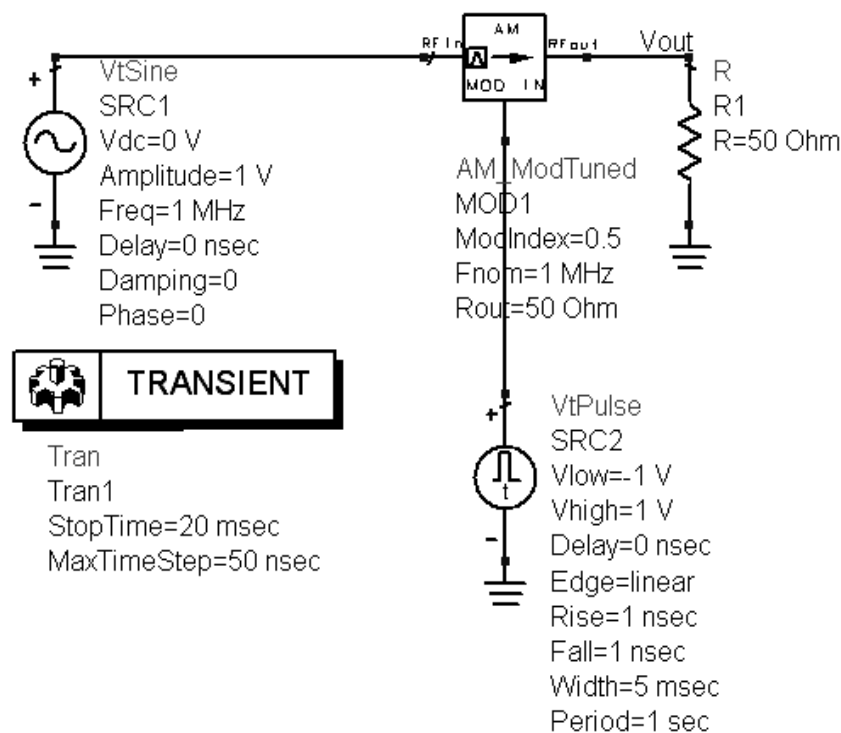 AM
RF in
RFout
MOD IN
Vout
VtSine
SRC1
Vdc=0 V
Amplitude=1 V
Freq=1 MHz
Delay=0 nsec
Damping=0
Phase=0
AM_ModTuned
MOD1
ModIndex=0.5
Fnom=1 MHz
Rout=50 Ohm
R
R1
R=50 Ohm
TRANSIENT
Tran
Tran1
StopTime=20 msec
MaxTimeStep=50 nsec
VtPulse
SRC2
t
Vlow=-1 V
Vhigh=1 V
Delay=0 nsec
Edge=linear
Rise=1 nsec
Fall=1 nsec
Width=5 msec
Period=1 sec